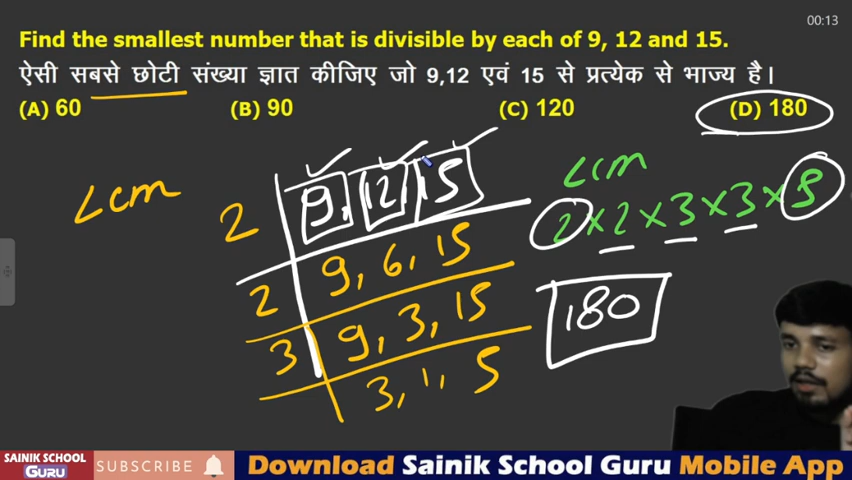 00:13
Find the smallest number that is divisible by each of 9, 12 and 15.
ऐसी सबसे छोटी संख्या ज्ञात कीजिए जो 9,12 एवं 15 से प्रत्येक से भाज्य है।
(A) 60 (B) 90 (C) 120 (D) 180
Lcm
2 9, 12, 15
2 9, 6, 15
3 9, 3, 15
3, 1, 5
Lcm
2×2×3×3×5
180
SAINIK SCHOOL
GURU
SUBSCRIBE
Download Sainik School Guru Mobile App